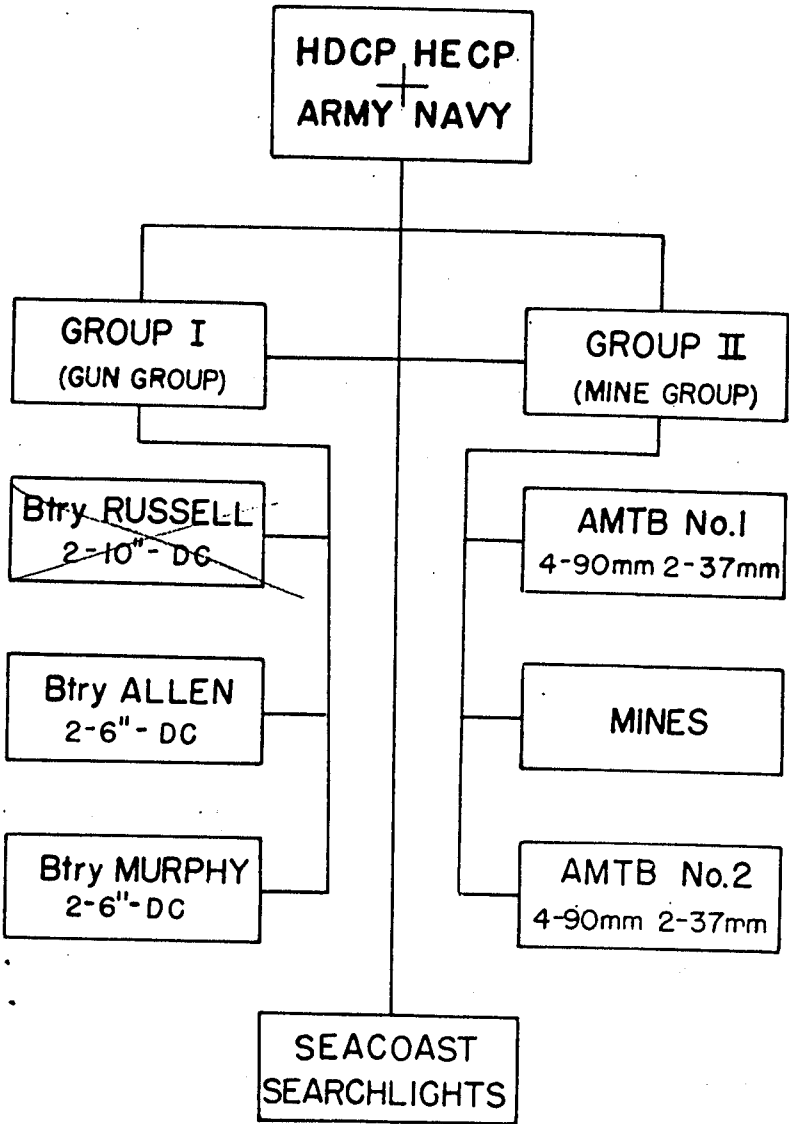 HDCP HECP
ARMY NAVY
GROUP I
(GUN GROUP)
GROUP II
(MINE GROUP)
Btry RUSSELL
2-10"-DC
AMTB No.1
4-90mm 2-37mm
Btry ALLEN
2-6"-DC
MINES
Btry MURPHY
2-6"-DC
AMTB No.2
4-90mm 2-37mm
SEACOAST
SEARCHLIGHTS